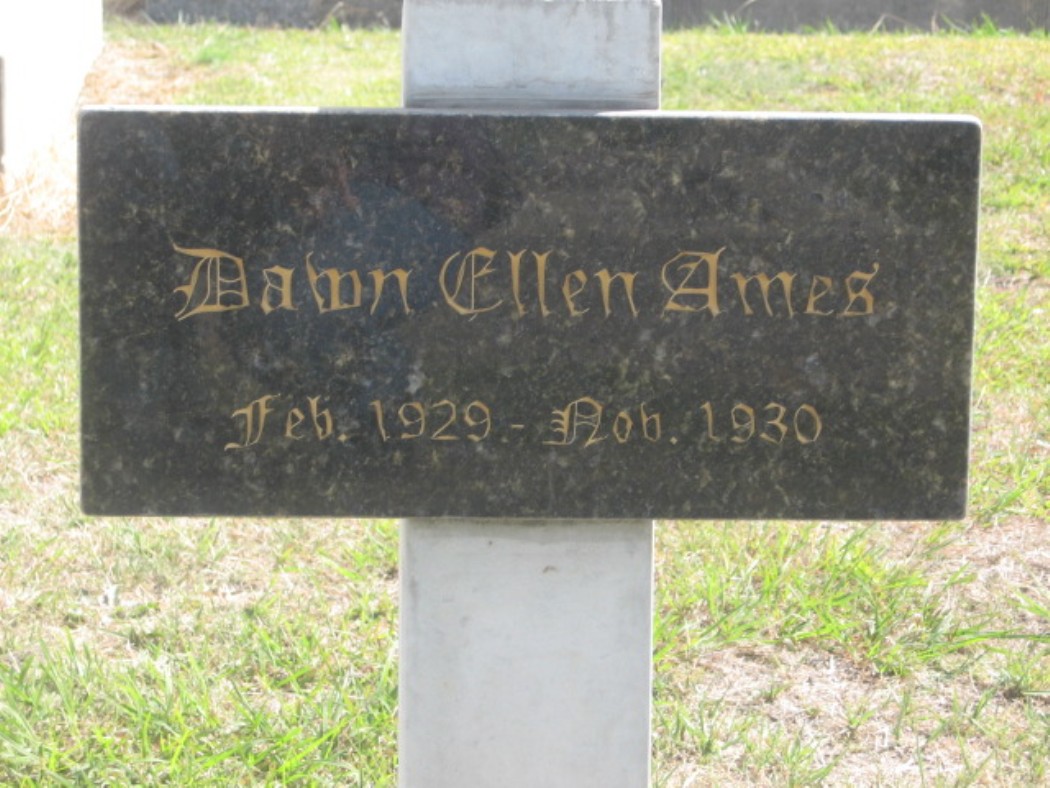 Dawn Ellen Ames
Feb. 1929 - Nov. 1930